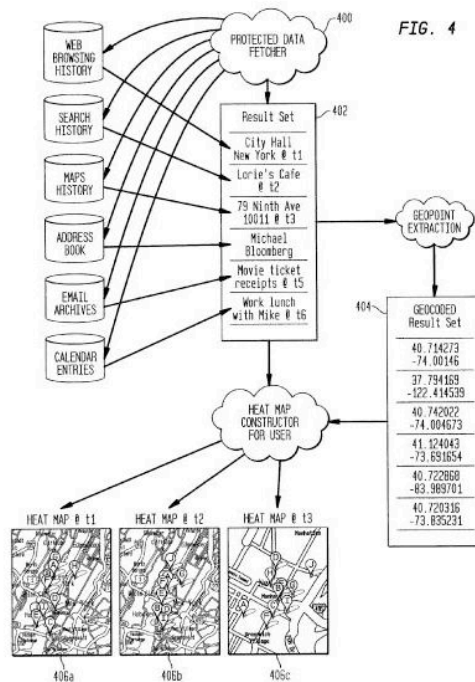 FIG. 4
400
PROTECTED DATA
FETCHER
WEB
BROWSING
HISTORY
SEARCH
HISTORY
MAPS
HISTORY
ADDRESS
BOOK
EMAIL
ARCHIVES
CALENDAR
ENTRIES
402
Result Set
City Hall
New York @ t1
Lorie's Cafe
@ t2
79 Ninth Ave
10011 @ t3
Michael
Bloomberg
Movie ticket
receipts @ t5
Work lunch
with Mike @ t6
GEOPOINT
EXTRACTION
404
GEOCODED
Result Set
40.714273
-74.00146
37.794169
-122.414539
40.742022
-74.004673
41.124043
-73.691654
40.722868
-83.989701
40.720316
-73.835231
HEAT MAP
CONSTRUCTOR
FOR USER
HEAT MAP @ t1
HEAT MAP @ t2
HEAT MAP @ t3
406a
406b
406c